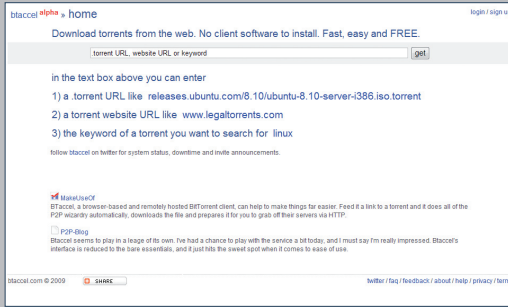 btaccel alpha » home
login / sign u
Download torrents from the web. No client software to install. Fast, easy and FREE.
torrent URL, website URL or keyword
get
in the text box above you can enter
1) a .torrent URL like releases.ubuntu.com/8.10/ubuntu-8.10-server-i386.iso.torrent
2) a torrent website URL like www.legaltorrents.com
3) the keyword of a torrent you want to search for linux
follow btaccel on twitter for system status, downtime and invite announcements.
MakeUseOf
BTaccel, a browser-based and remotely hosted BitTorrent client, can help to make things far easier. Feed it a link to a torrent and it does all of the
P2P wizardry automatically, downloads the file and prepares it for you to grab off their servers via HTTP.
P2P-Blog
Btaccel seems to play in a leage of its own. I've had a chance to play with the service a bit today, and I must say I'm really impressed. Btaccel's
interface is reduced to the bare essentials, and it just hits the sweet spot when it comes to ease of use.
btaccel.com © 2009
SHARE
twitter / faq / feedback / about / help / privacy / tern